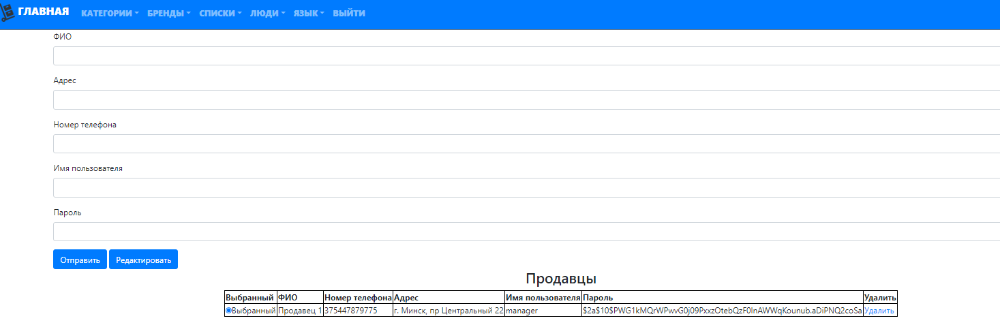 ГЛАВНАЯ КАТЕГОРИИ БРЕНДЫ СПИСКИ ЛЮДИ ЯЗЫК ВЫЙТИ
ФИО
Адрес
Номер телефона
Имя пользователя
Пароль
Отправить Редактировать
Продавцы
Выбранный ФИО Номер телефона Адрес Имя пользователя Пароль Удалить
Выбранный Продавец 1 375447879775 г. Минск, пр Центральный 22 manager $2a$10$PWG1kMQrWPwvG0j09PxxzOtebQzF0lnAWWqKounub.aDiPNQ2coSa Удалить